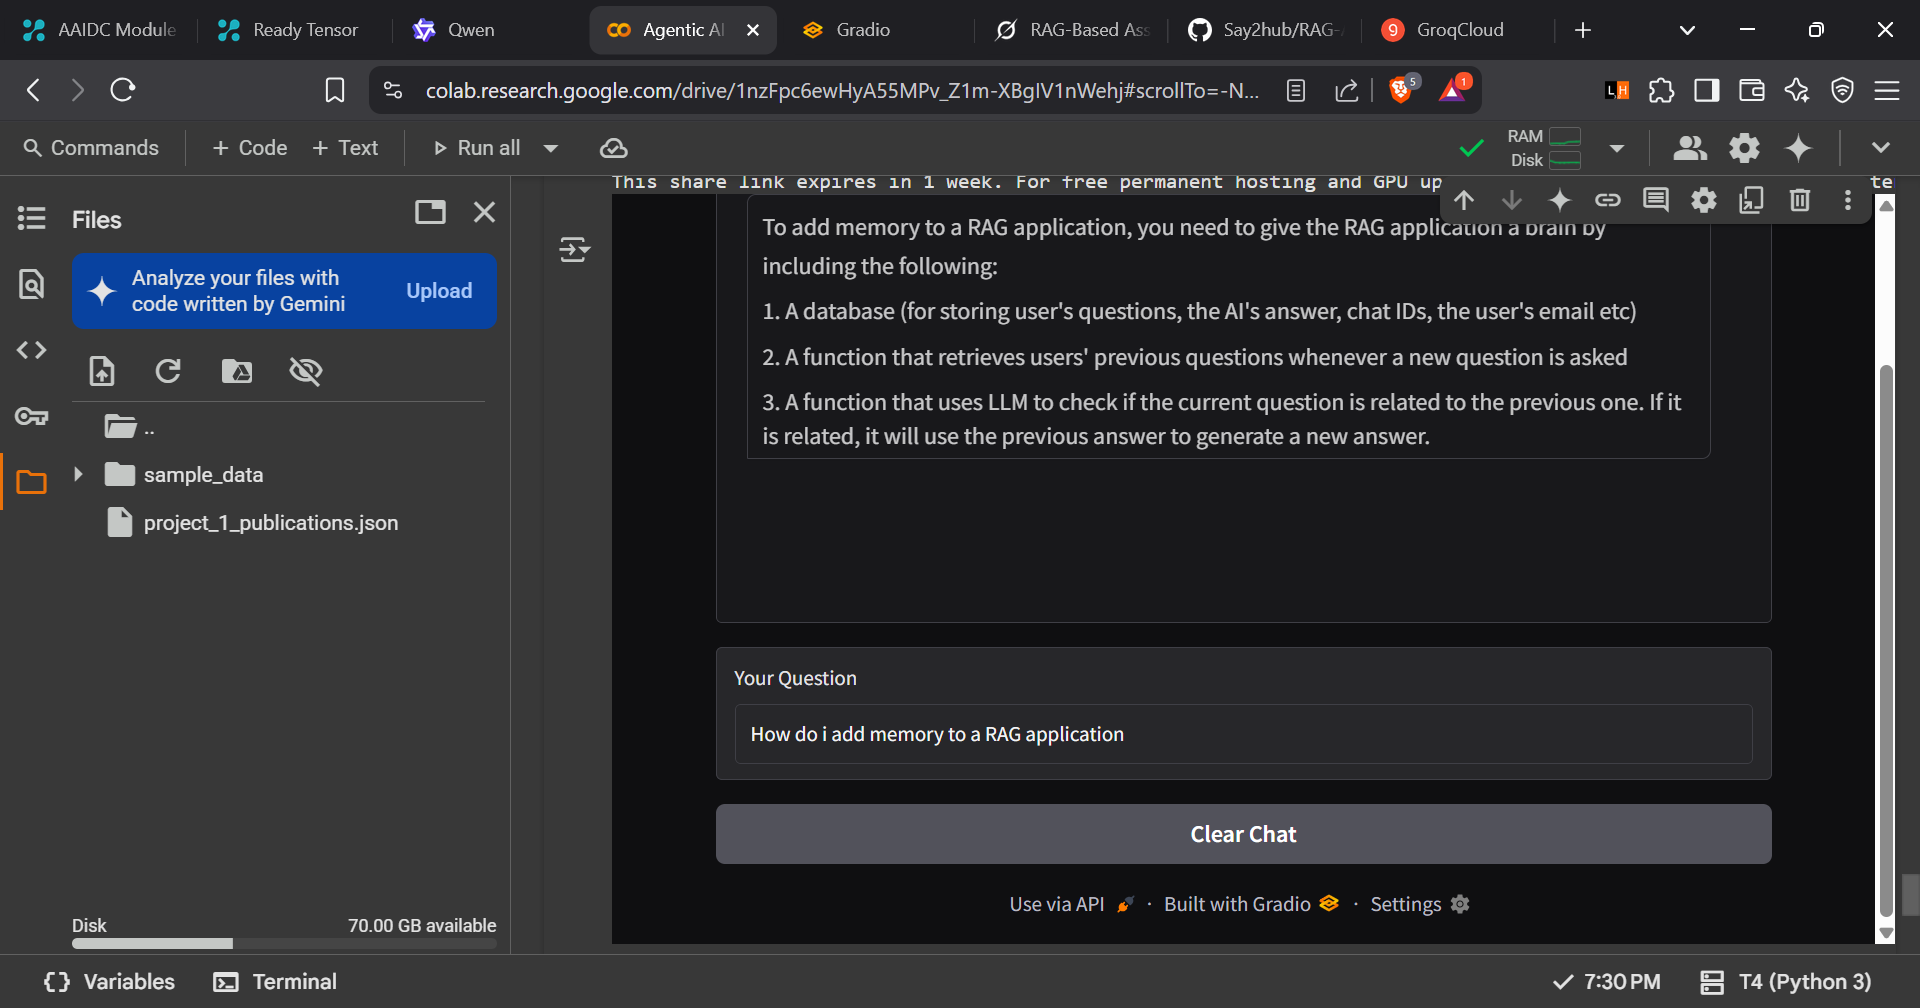 AAIDC Module
Ready Tensor
Qwen
Agentic AI
Gradio
RAG-Based Ass
Say2hub/RAG-
9
GroqCloud
colab.research.google.com/drive/1nzFpc6ewHyA55MPv_Z1m-XBgIV1nWehj#scrollTo=-N...
5
1
Commands
+ Code
+ Text
Run all
RAM
Disk
Files
Analyze your files with
code written by Gemini
Upload
..
sample_data
project_1_publications.json
Disk
70.00 GB available
This share link expires in 1 week. For free permanent hosting and GPU up
te
To add memory to a RAG application, you need to give the RAG application a brain by
including the following:
1. A database (for storing user's questions, the AI's answer, chat IDs, the user's email etc)
2. A function that retrieves users' previous questions whenever a new question is asked
3. A function that uses LLM to check if the current question is related to the previous one. If it
is related, it will use the previous answer to generate a new answer.
Your Question
How do i add memory to a RAG application
Clear Chat
Use via API · Built with Gradio · Settings
Variables
Terminal
7:30 PM
T4 (Python 3)